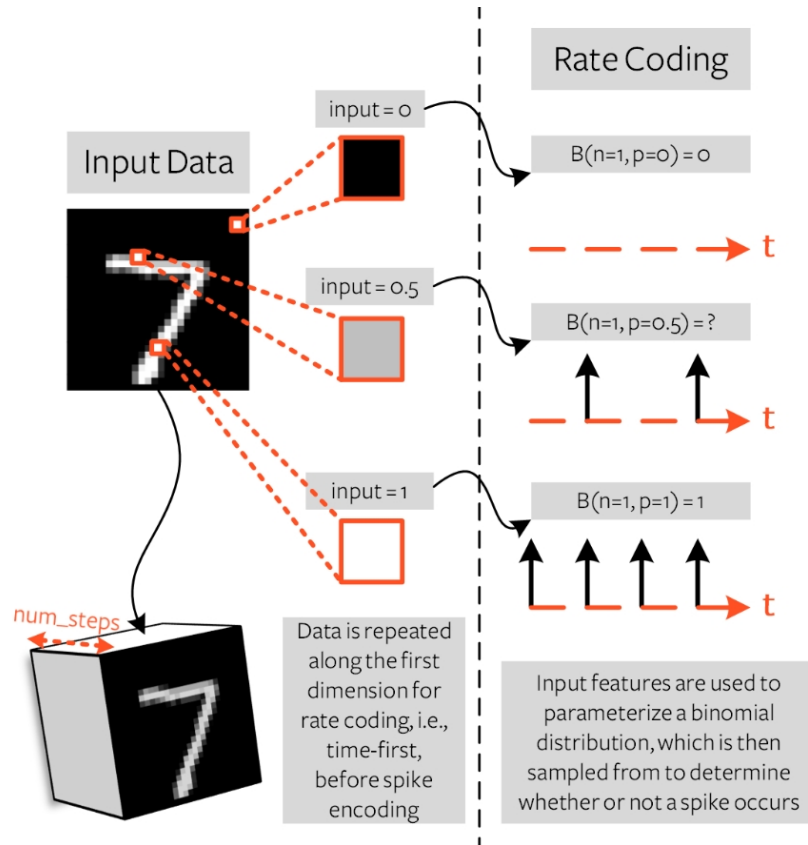 Input Data
input = 0
input = 0.5
input = 1
num_steps
7
Data is repeated
along the first
dimension for
rate coding, i.e.,
time-first,
before spike
encoding
Rate Coding
B(n=1, p=0) = 0
t
B(n=1, p=0.5) = ?
t
B(n=1, p=1) = 1
t
Input features are used to
parameterize a binomial
distribution, which is then
sampled from to determine
whether or not a spike occurs